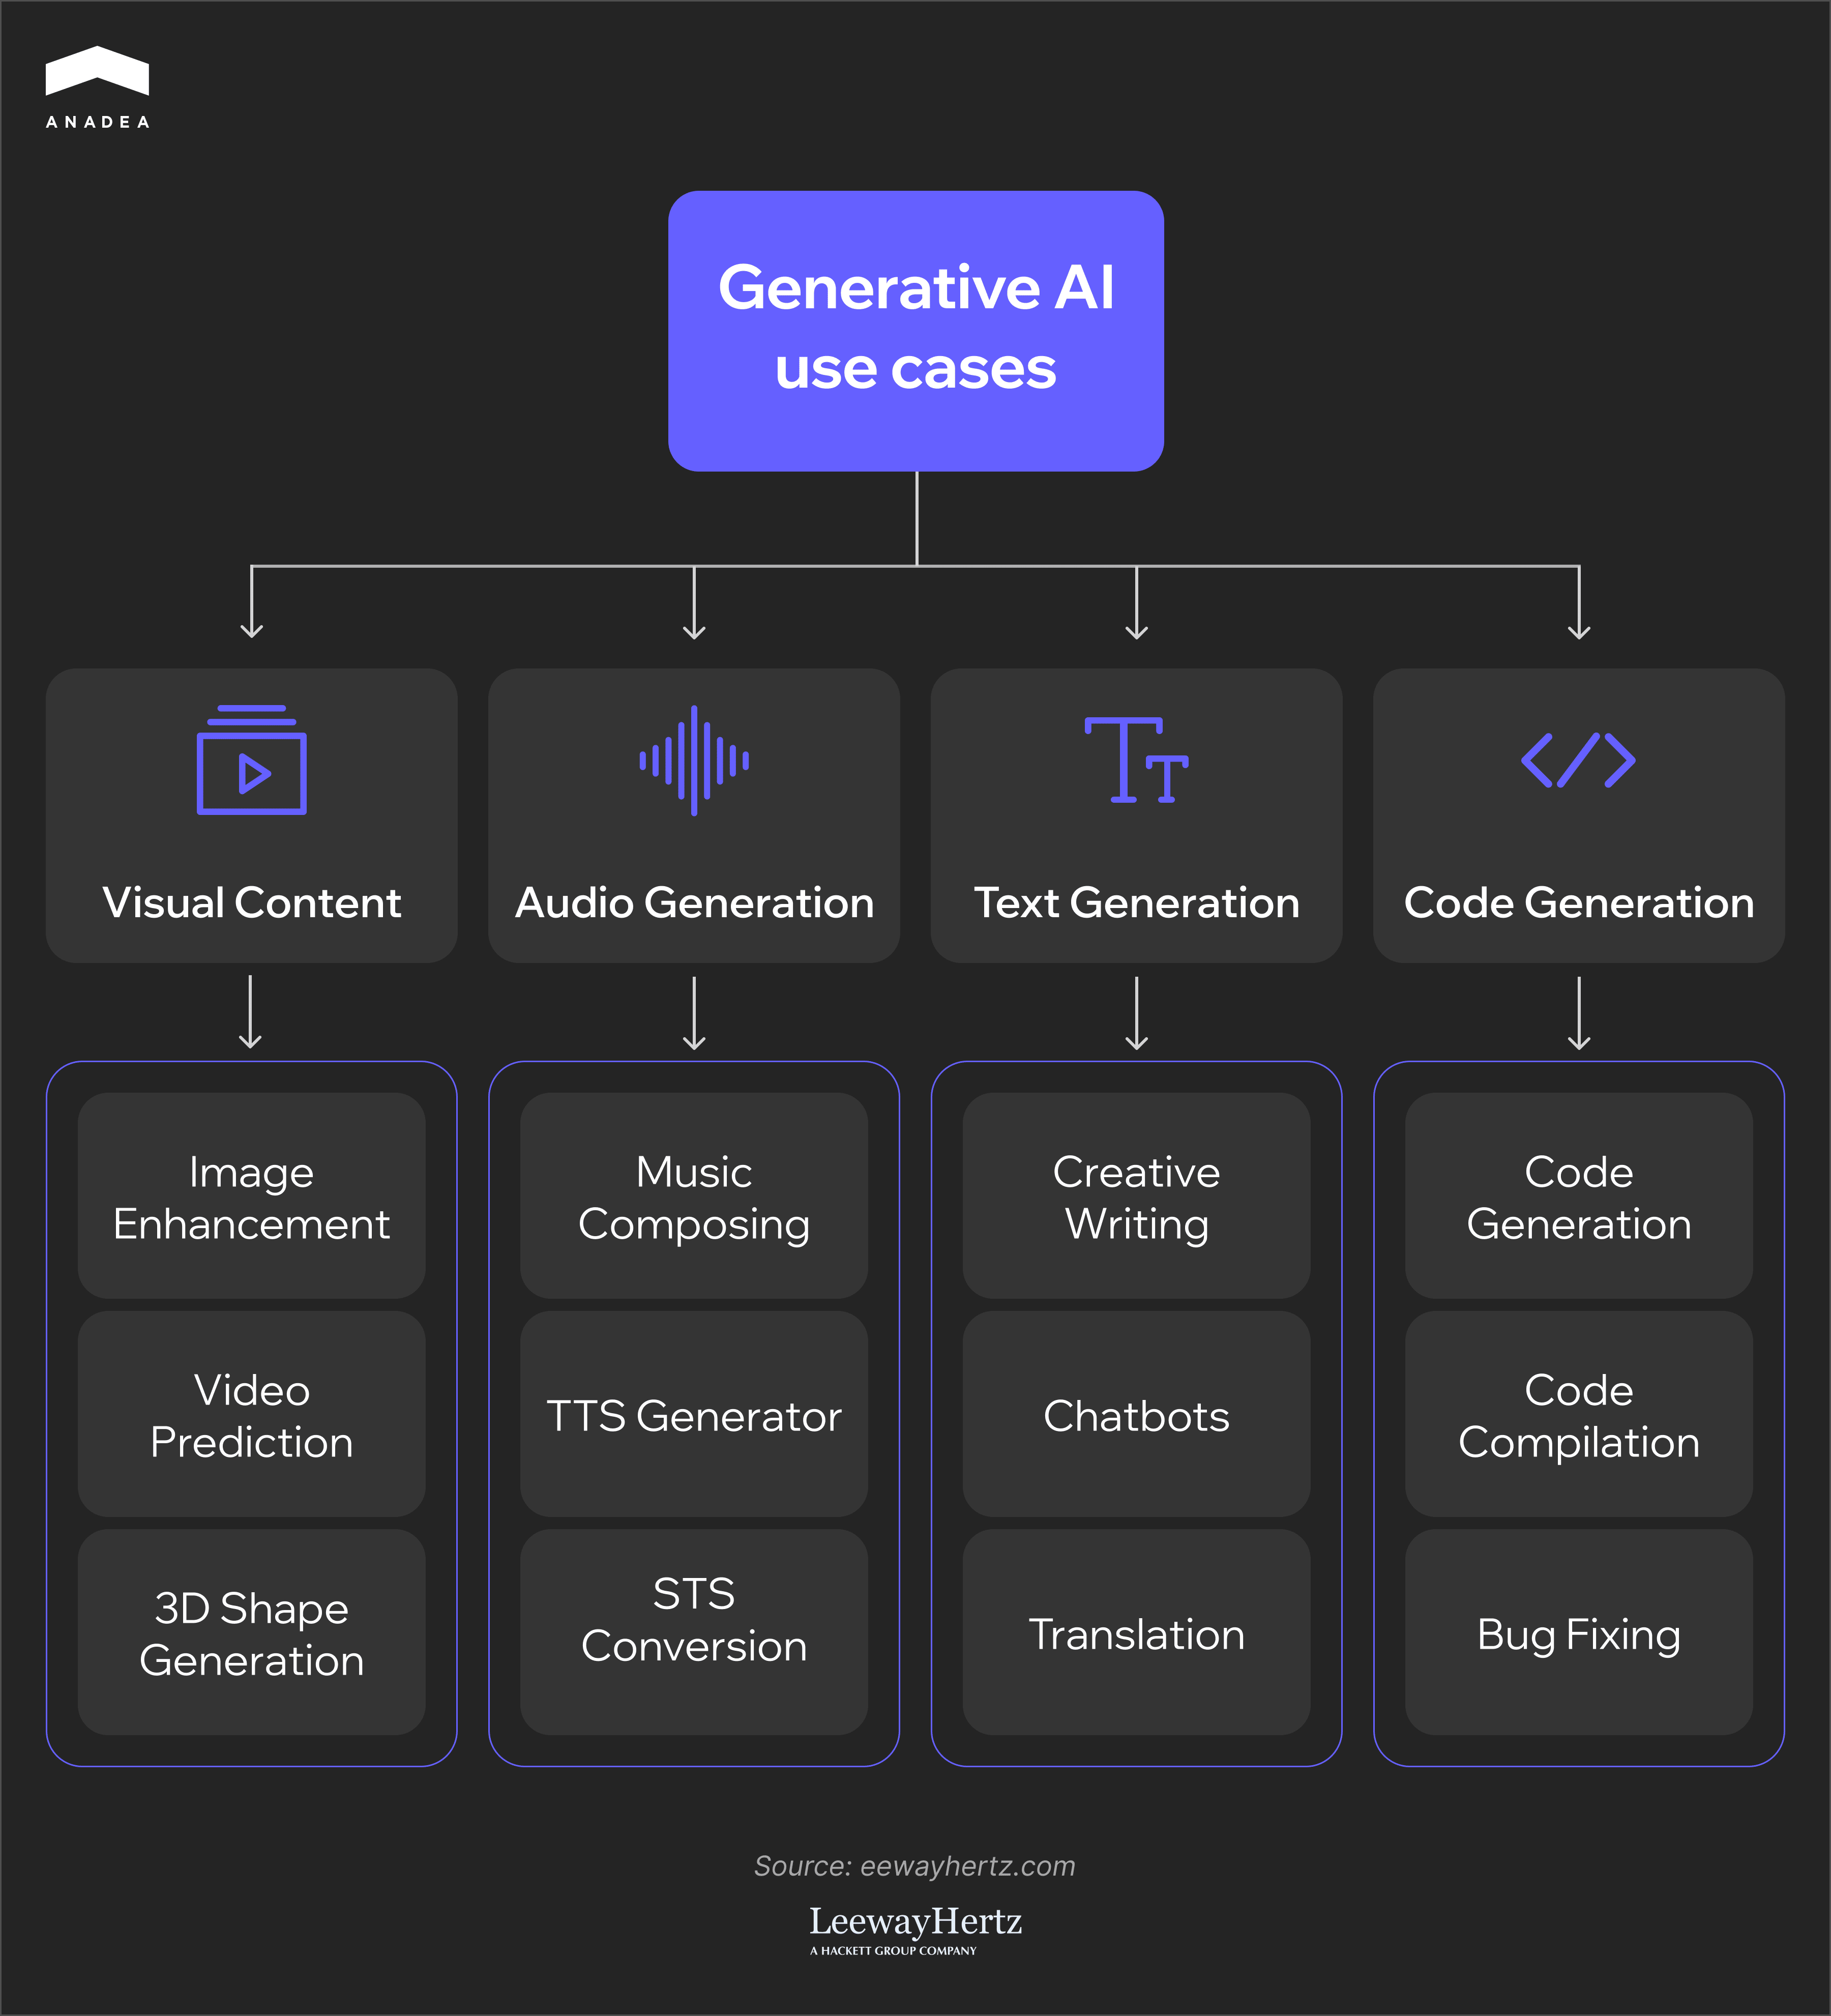 ANADEA
Generative AI
use cases
Visual Content
Audio Generation
Text Generation
Code Generation
Image
Enhancement
Video
Prediction
3D Shape
Generation
Music
Composing
TTS Generator
STS
Conversion
Creative
Writing
Chatbots
Translation
Code
Generation
Code
Compilation
Bug Fixing
Source: eewayhertz.com
LeewayHertz
A HACKETT GROUP COMPANY